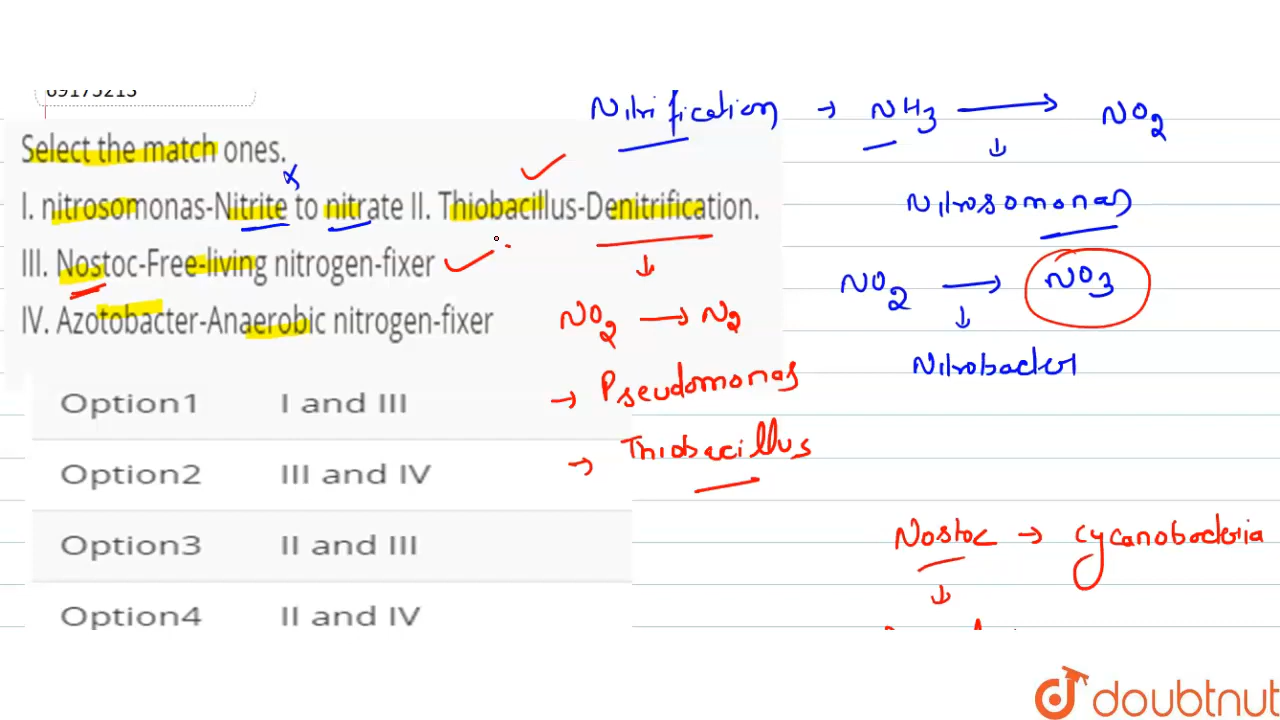 69175213
Select the match ones.
I. nitrosomonas-Nitrite to nitrate II. Thiobacillus-Denitrification.
III. Nostoc-Free-living nitrogen-fixer
IV. Azotobacter-Anaerobic nitrogen-fixer
Option1 I and III
Option2 III and IV
Option3 II and III
Option4 II and IV
Nitrification → NH3 → NO2
↓
Nitrosomonas
NO2 → NO3
↓
Nitrobacter
↓
NO2 → N2
→ Pseudomonas
→ Thiobacillus
Nostoc → cycanobacteria
↓
doubtnut